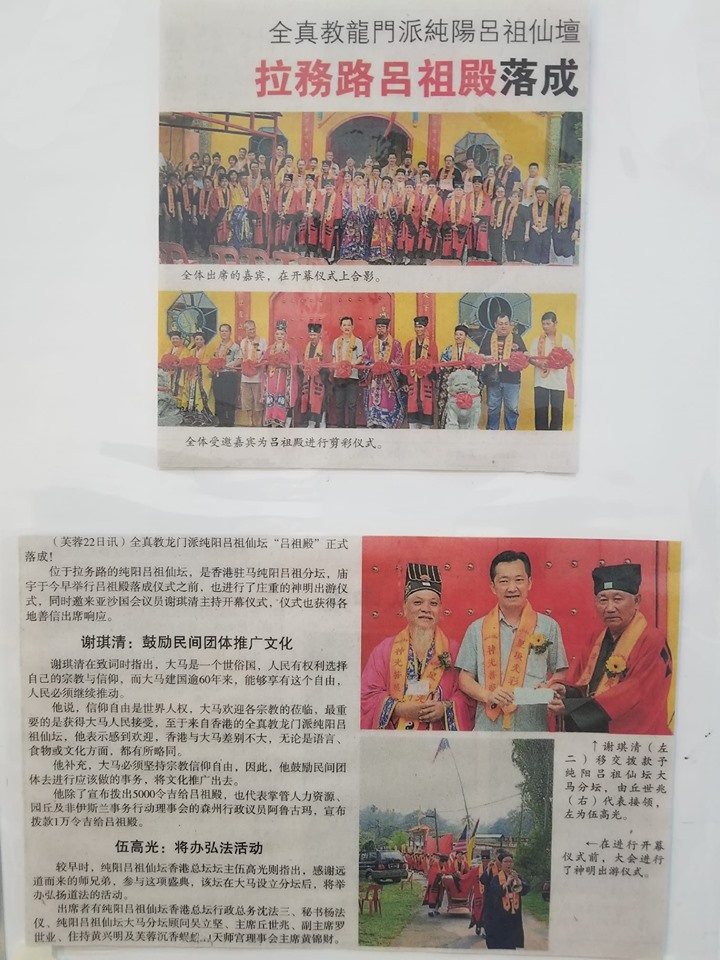 全真教龍門派純陽呂祖仙壇
拉務路呂祖殿落成
全体出席的嘉宾，在开幕仪式上合影。
全体受邀嘉宾为吕祖殿进行剪彩仪式。
（芙蓉22日讯）全真教龙门派纯阳吕祖仙坛“吕祖殿”正式
落成！
位于拉务路的纯阳吕祖仙坛，是香港驻马纯阳吕祖分坛，庙
宇于今早举行吕祖殿落成仪式之前，也进行了庄重的神明出游仪
式，同时邀来亚沙国会议员谢琪清主持开幕仪式，仪式也获得各
地善信出席响应。
谢琪清：鼓励民间团体推广文化
谢琪清在致词时指出，大马是一个世俗国，人民有权利选择
自己的宗教与信仰，而大马建国逾60年来，能够享有这个自由，
人民必须继续推动。
他说，信仰自由是世界人权，大马欢迎各宗教的莅临，最重
要的是获得大马人民接受，至于来自香港的全真教龙门派纯阳吕
祖仙坛，他表示感到欢迎，香港与大马差别不大，无论是语言、
食物或文化方面，都有所略同。
他补充，大马必须坚持宗教信仰自由，因此，他鼓励民间团
体去进行应该做的事务，将文化推广出去。
他除了宣布拨出5000令吉给吕祖殿，也代表掌管人力资源、
园丘及非伊斯兰事务行动理事会的森州行政议员阿鲁古玛，宣布
拨款1万令吉给吕祖殿。
伍高光：将办弘法活动
较早时，纯阳吕祖仙坛香港总坛坛主伍高光则指出，感谢远
道而来的师兄弟，参与这项盛典，该坛在大马设立分坛后，将举
办弘扬道法的活动。
出席者有纯阳吕祖仙坛香港总坛行政总务沈法三、秘书杨法
仪、纯阳吕祖仙坛大马分坛顾问吴立坚、主席丘世兆、副主席罗
世业、住持黄兴明及芙蓉沉香 天师宫理事会主席黄锦财。
↑谢琪清（左
二）移交拨款予
纯阳吕祖仙坛大
马分坛，由丘世兆
（右）代表接领，
左为伍高光。
←在进行开幕
仪式前，大会进行
了神明出游仪式。